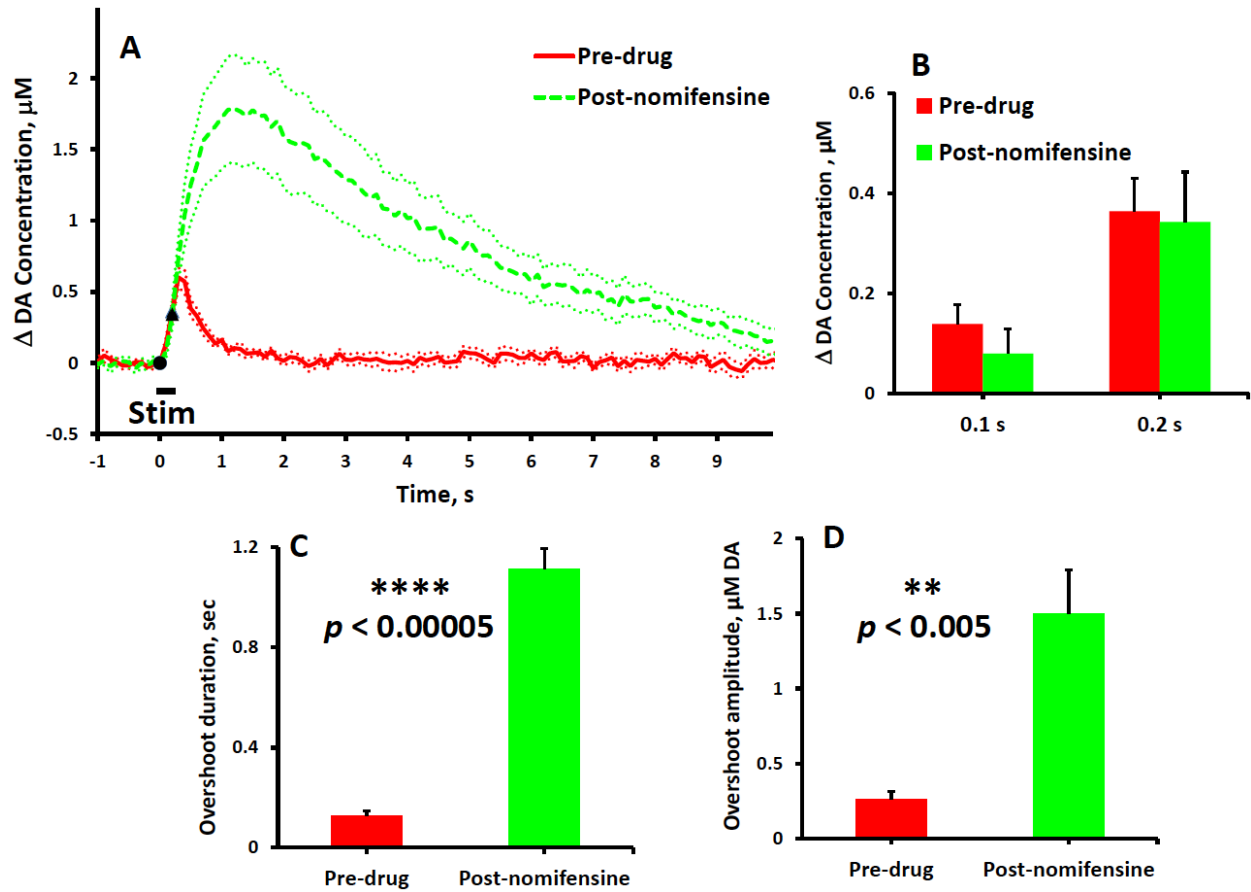 A
Pre-drug
Post-nomifensine
Δ DA Concentration, µM
2
1.5
1
0.5
0
-0.5
Stim
-1 0 1 2 3 4 5 6 7 8 9
Time, s
B
Pre-drug
Post-nomifensine
Δ DA Concentration , µM
0.6
0.4
0.2
0
0.1 s 0.2 s
C
Overshoot duration, sec
1.2
0.8
0.4
0
****
p < 0.00005
Pre-drug Post-nomifensine
D
Overshoot amplitude, µM DA
2
1.5
1
0.5
0
**
p < 0.005
Pre-drug Post-nomifensine